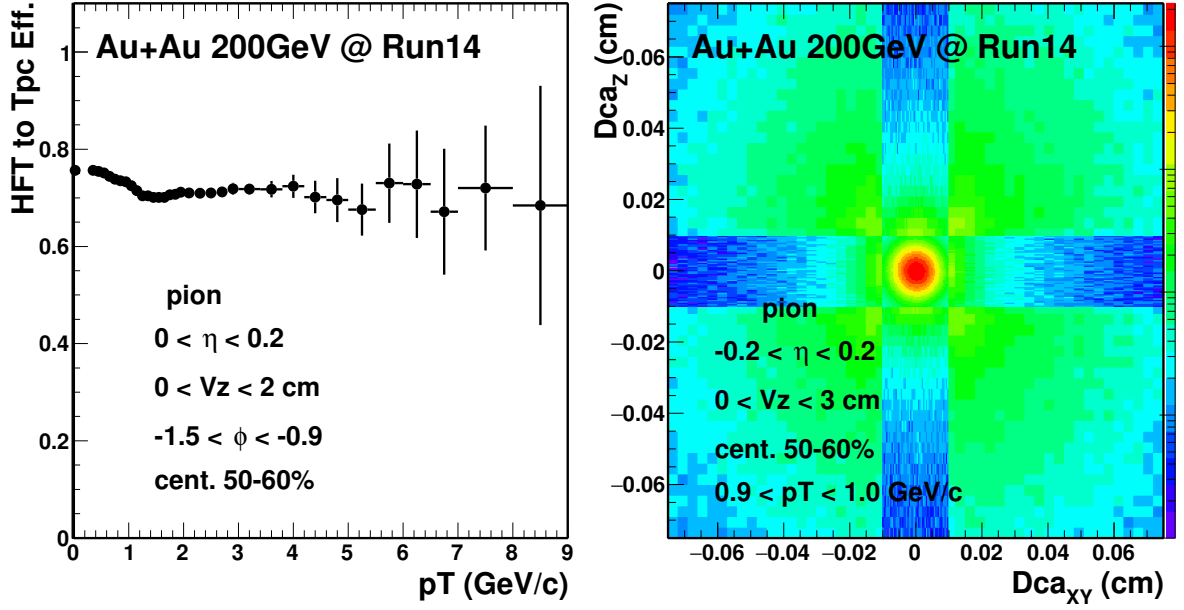 HFT to Tpc Eff.
Au+Au 200GeV @ Run14
1
0.8
0.6
0.4
0.2
0
pion
0 < η < 0.2
0 < Vz < 2 cm
-1.5 < ϕ < -0.9
cent. 50-60%
0 1 2 3 4 5 6 7 8 9
pT (GeV/c)
Dca_Z (cm)
Au+Au 200GeV @ Run14
0.06
0.04
0.02
0
−0.02
−0.04
−0.06
pion
-0.2 < η < 0.2
0 < Vz < 3 cm
cent. 50-60%
0.9 < pT < 1.0 GeV/c
−0.06 −0.04 −0.02 0 0.02 0.04 0.06
Dca_XY (cm)